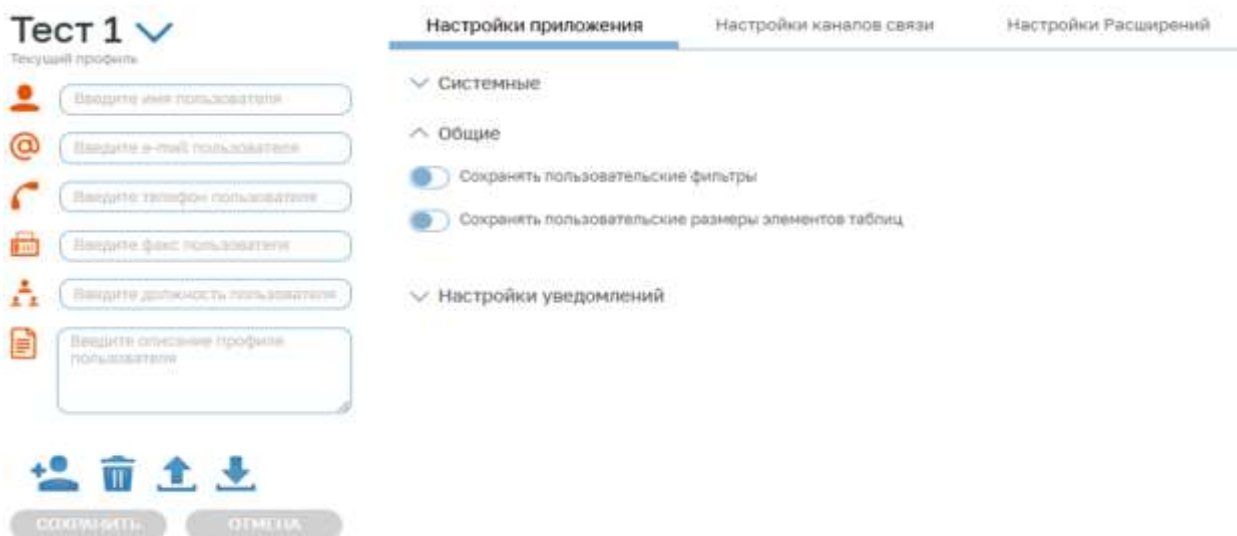 Тест 1
Текущий профиль
Введите имя пользователя
Введите e-mail пользователя
Введите телефон пользователя
Введите факс пользователя
Введите должность пользователя
Введите описание профиля
пользователя
СОХРАНИТЬ
ОТМЕНА
Настройки приложения
Настройки каналов связи
Настройки Расширений
Системные
Общие
Сохранять пользовательские фильтры
Сохранять пользовательские размеры элементов таблиц
Настройки уведомлений